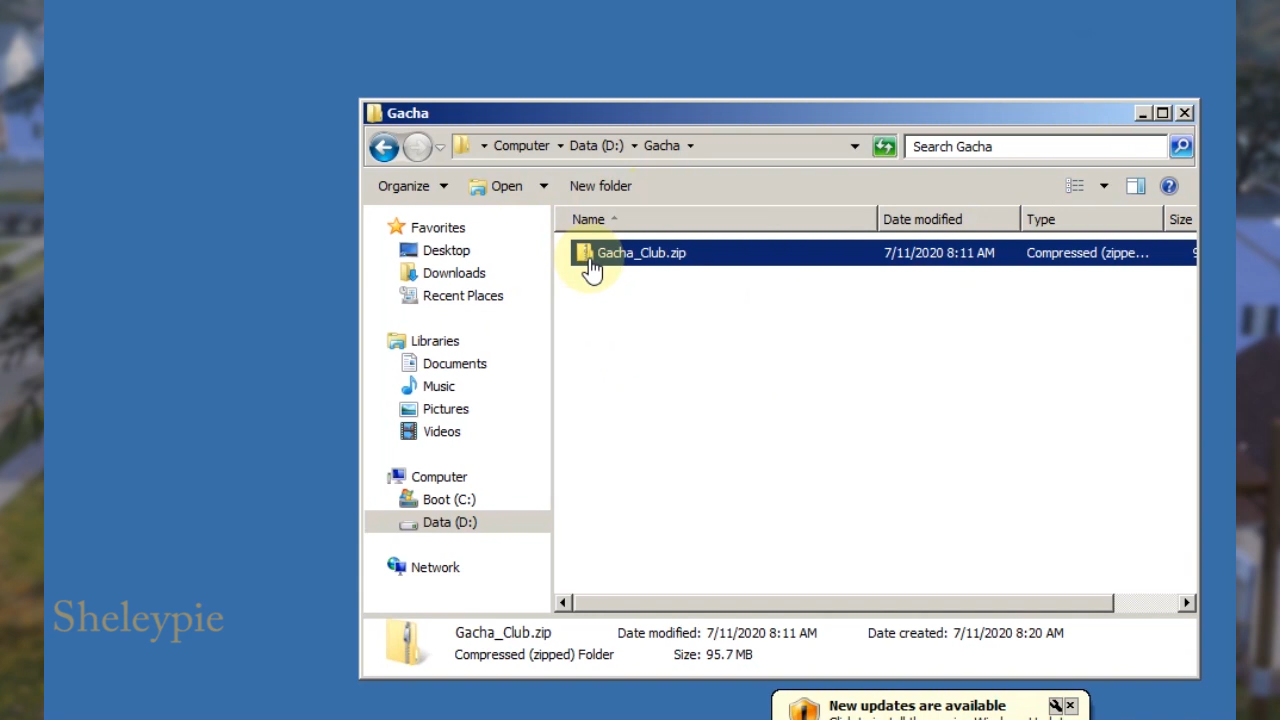 Gacha
Computer Data (D:) Gacha
Search Gacha
Organize Open New folder
Name Date modified Type Size
Gacha_Club.zip 7/11/2020 8:11 AM Compressed (zippe...
Favorites
Desktop
Downloads
Recent Places
Libraries
Documents
Music
Pictures
Videos
Computer
Boot (C:)
Data (D:)
Network
Sheleypie
Gacha_Club.zip Date modified: 7/11/2020 8:11 AM Date created: 7/11/2020 8:20 AM
Compressed (zipped) Folder Size: 95.7 MB
New updates are available